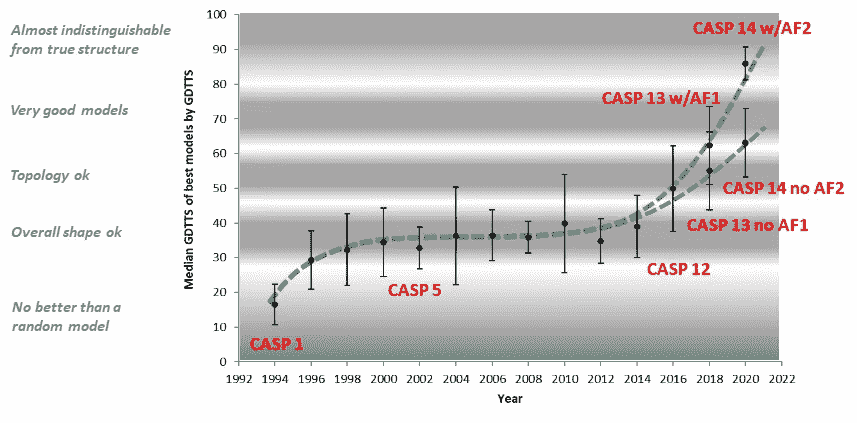 Almost indistinguishable
from true structure
Very good models
Topology ok
Overall shape ok
No better than a
random model
Median GDTTS of best models by GDTTS
100
90
80
70
60
50
40
30
20
10
0
CASP 14 w/AF2
CASP 13 w/AF1
CASP 14 no AF2
CASP 13 no AF1
CASP 12
CASP 5
CASP 1
1992 1994 1996 1998 2000 2002 2004 2006 2008 2010 2012 2014 2016 2018 2020 2022
Year